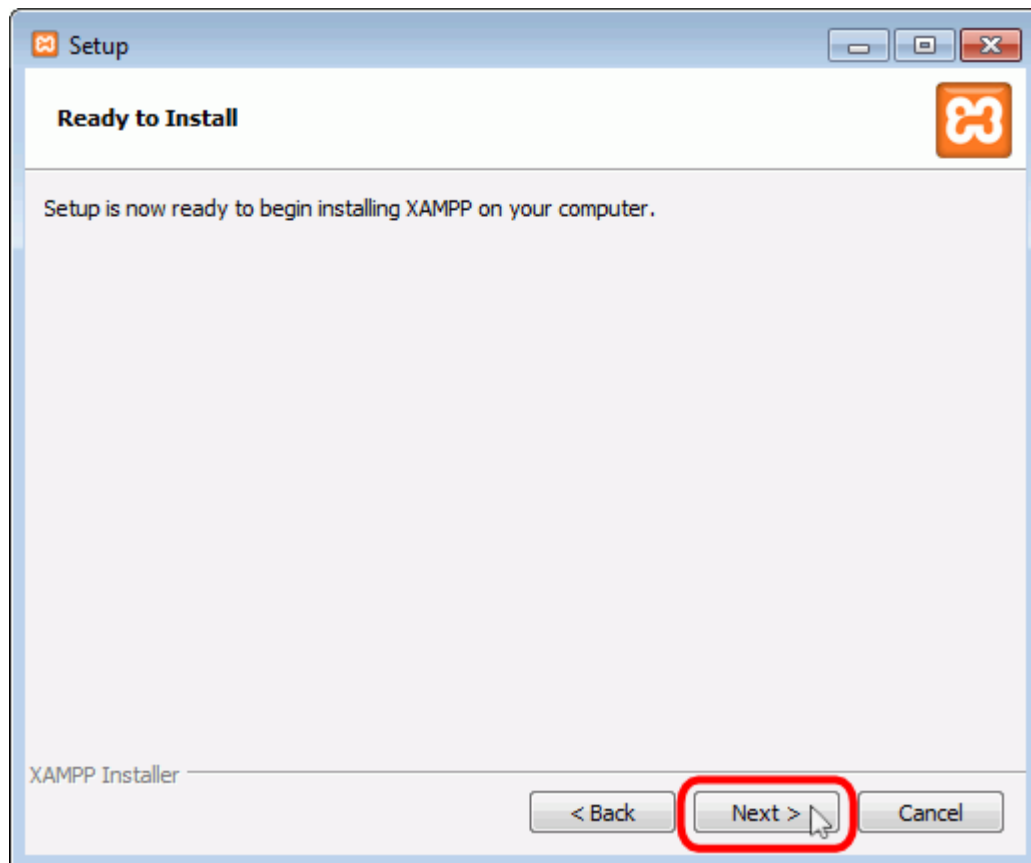 Setup
Ready to Install
Setup is now ready to begin installing XAMPP on your computer.
XAMPP Installer
< Back Next > Cancel